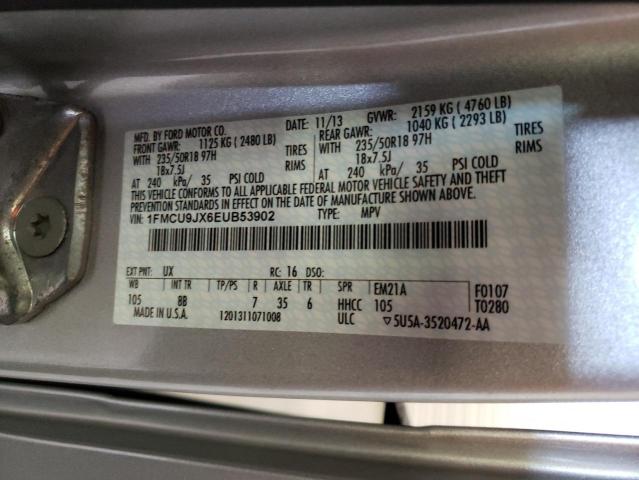 MFD. BY FORD MOTOR CO.
DATE: 11/13 GVWR: 2159 KG ( 4760 LB)
FRONT GAWR: 1125 KG ( 2480 LB)
REAR GAWR: 1040 KG ( 2293 LB)
WITH 235/50R18 97H TIRES
WITH 235/50R18 97H TIRES
18x7.5J RIMS
18x7.5J RIMS
AT 240 kPa/ 35 PSI COLD
AT 240 kPa/ 35 PSI COLD
THIS VEHICLE CONFORMS TO ALL APPLICABLE FEDERAL MOTOR VEHICLE SAFETY AND THEFT
PREVENTION STANDARDS IN EFFECT ON THE DATE OF MANUFACTURE SHOWN ABOVE.
VIN: 1FMCU9JX6EUB53902 TYPE: MPV
EXT PNT: UX RC: 16 DSO:
WB INT TR TP/PS R AXLE TR SPR EM21A F0107
105 8B 7 35 6 HHCC 105 T0280
MADE IN U.S.A. 1201311071008 ULC ▽5U5A-3520472-AA